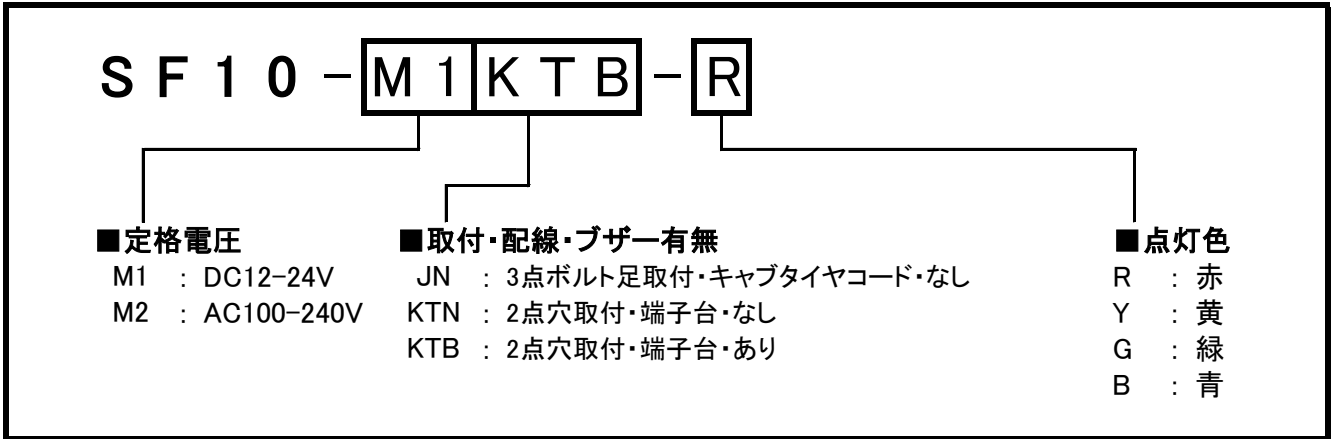 SF10-M1KTB-R
■定格電圧
M1 : DC12-24V
M2 : AC100-240V
■取付・配線・ブザー有無
JN : 3点ボルト足取付・キャブタイヤコード・なし
KTN : 2点穴取付・端子台・なし
KTB : 2点穴取付・端子台・あり
■点灯色
R : 赤
Y : 黄
G : 緑
B : 青